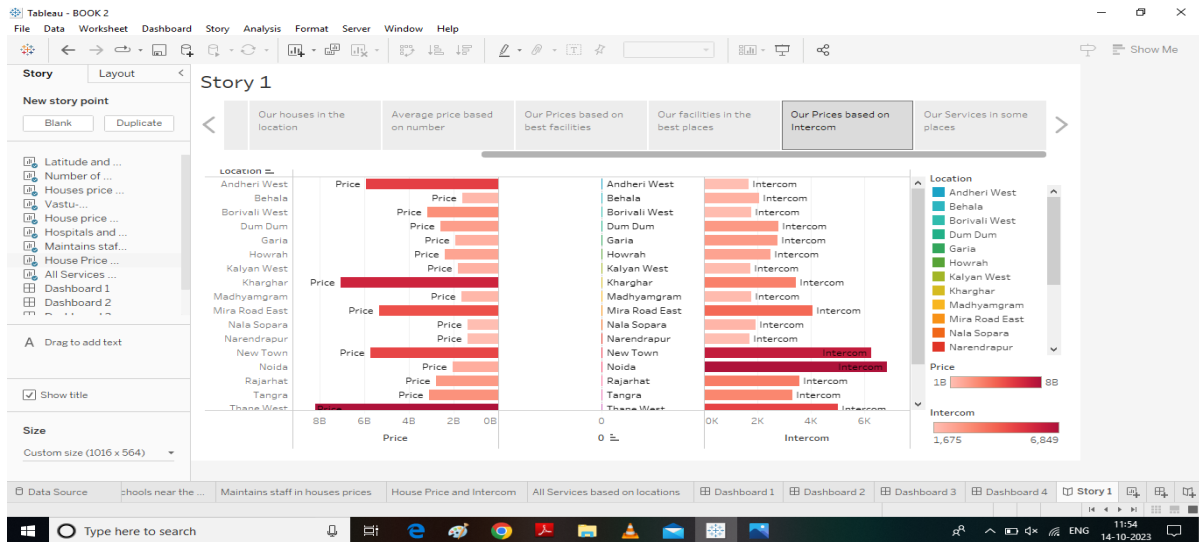 Tableau - BOOK 2
File Data Worksheet Dashboard Story Analysis Format Server Window Help
Show Me
Story Layout
New story point
Blank Duplicate
Latitude and ...
Number of ...
Houses price ...
Vastu-...
House price ...
Hospitals and ...
Maintains staf...
House Price ...
All Services ...
Dashboard 1
Dashboard 2
A Drag to add text
Show title
Size
Custom size (1016 x 564)
Story 1
Our houses in the location
Average price based on number
Our Prices based on best facilities
Our facilities in the best places
Our Prices based on Intercom
Our Services in some places
Location
Andheri West Price Andheri West Intercom
Behala Price Behala Intercom
Borivali West Price Borivali West Intercom
Dum Dum Price Dum Dum Intercom
Garia Price Garia Intercom
Howrah Price Howrah Intercom
Kalyan West Price Kalyan West Intercom
Kharghar Price Kharghar Intercom
Madhyamgram Price Madhyamgram Intercom
Mira Road East Price Mira Road East Intercom
Nala Sopara Price Nala Sopara Intercom
Narendrapur Price Narendrapur Intercom
New Town Price New Town Intercom
Noida Price Noida Intercom
Rajarhat Price Rajarhat Intercom
Tangra Price Tangra Intercom
Thane West Price Thane West Intercom
8B 6B 4B 2B 0B 0 0K 2K 4K 6K
Price 0 Intercom
Location
Andheri West
Behala
Borivali West
Dum Dum
Garia
Howrah
Kalyan West
Kharghar
Madhyamgram
Mira Road East
Nala Sopara
Narendrapur
Price
1B 8B
Intercom
1,675 6,849
Data Source chools near the ... Maintains staff in houses prices House Price and Intercom All Services based on locations Dashboard 1 Dashboard 2 Dashboard 3 Dashboard 4 Story 1
Type here to search
ENG
11:54
14-10-2023